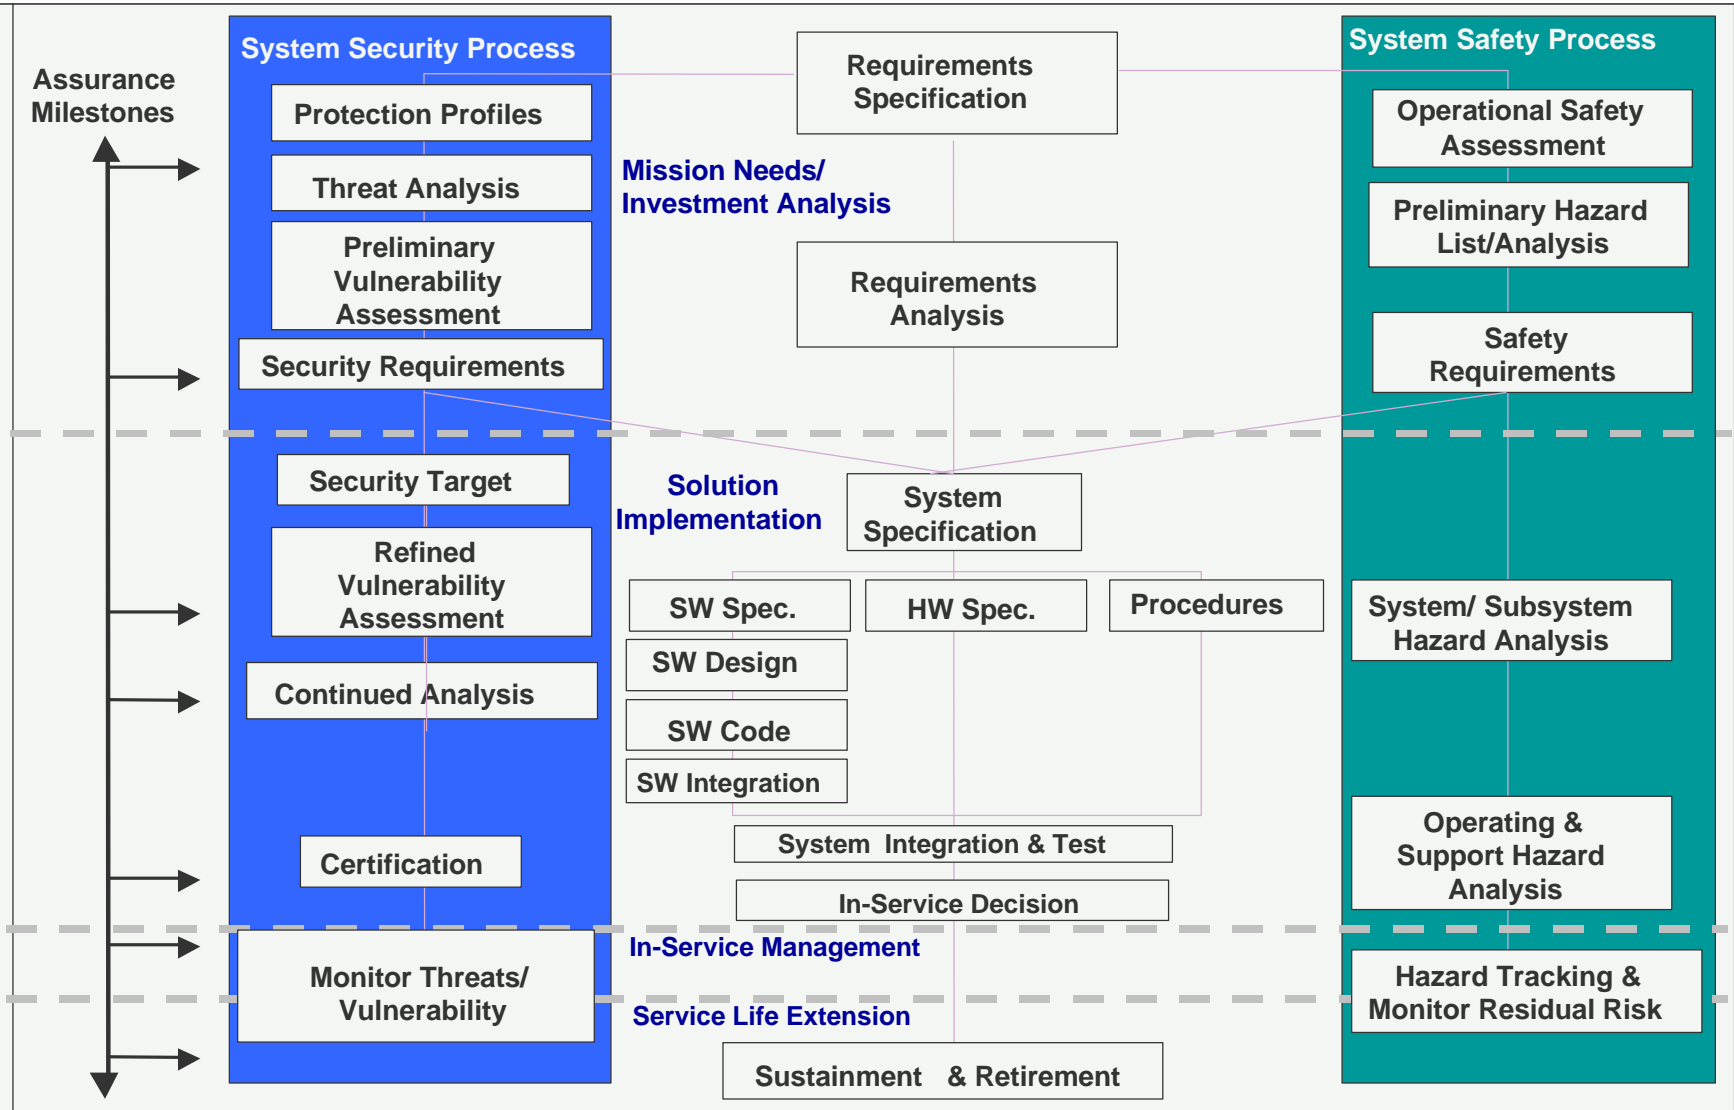 Assurance
Milestones
System Security Process
Protection Profiles
Threat Analysis
Preliminary
Vulnerability
Assessment
Security Requirements
Security Target
Refined
Vulnerability
Assessment
Continued Analysis
Certification
Monitor Threats/
Vulnerability
Requirements
Specification
Mission Needs/
Investment Analysis
Requirements
Analysis
Solution
Implementation
System
Specification
SW Spec.
HW Spec.
Procedures
SW Design
SW Code
SW Integration
System Integration & Test
In-Service Decision
In-Service Management
Service Life Extension
Sustainment & Retirement
System Safety Process
Operational Safety
Assessment
Preliminary Hazard
List/Analysis
Safety
Requirements
System/ Subsystem
Hazard Analysis
Operating &
Support Hazard
Analysis
Hazard Tracking &
Monitor Residual Risk